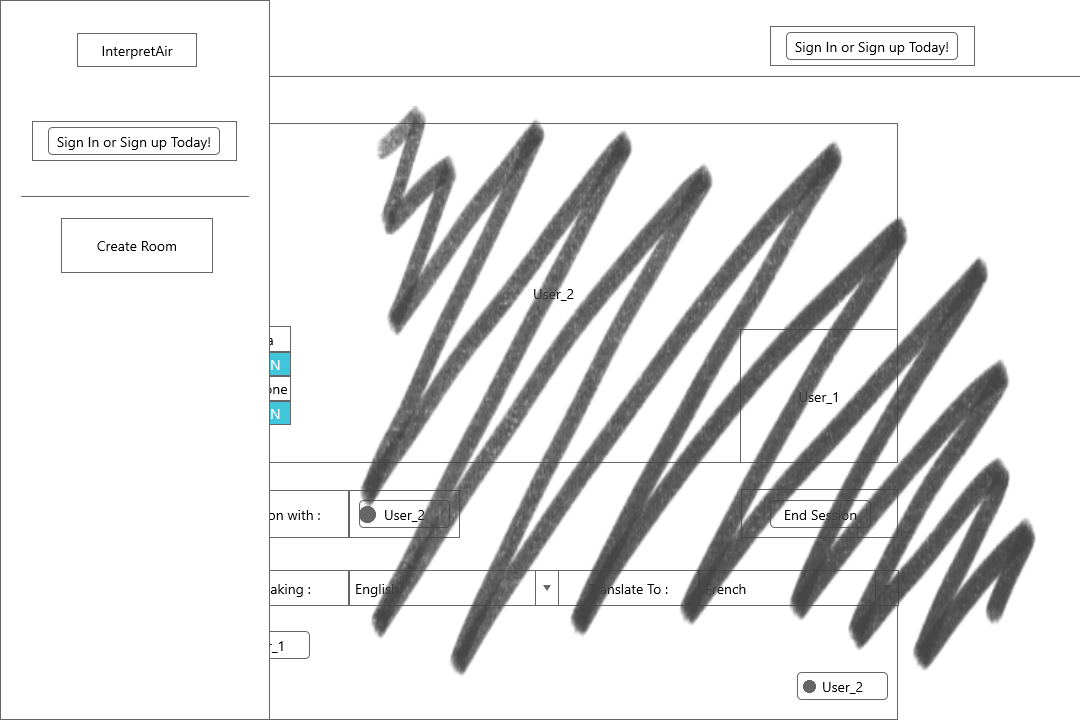 InterpretAir
Sign In or Sign up Today!
Sign In or Sign up Today!
Create Room
User_2
a
N
one
N
User_1
on with :
User_2
End Session
aking :
English
anslate To :
French
_1
User_2